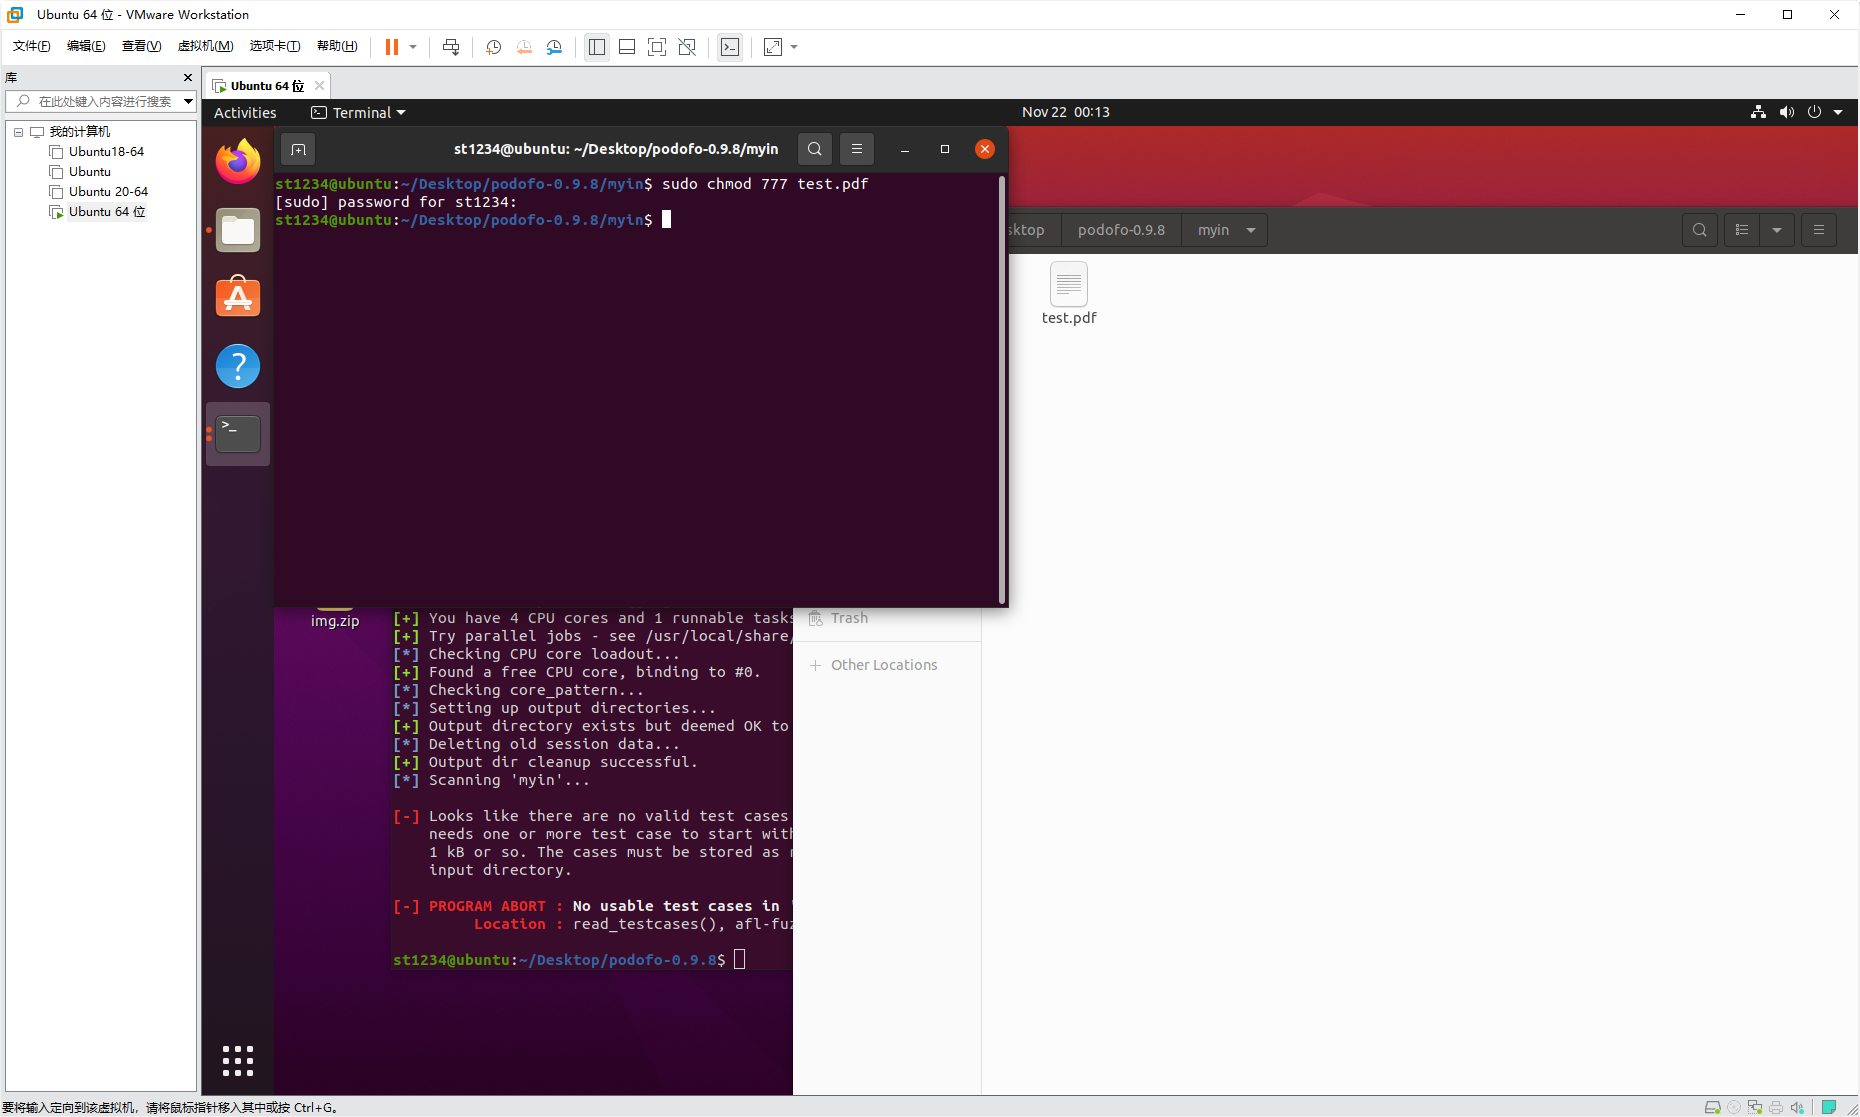 Ubuntu 64 位 - VMware Workstation
文件(F) 编辑(E) 查看(V) 虚拟机(M) 选项卡(T) 帮助(H)
库
在此处键入内容进行搜索
我的计算机
Ubuntu18-64
Ubuntu
Ubuntu 20-64
Ubuntu 64 位
Ubuntu 64 位
Activities Terminal Nov 22 00:13
st1234@ubuntu: ~/Desktop/podofo-0.9.8/myin
st1234@ubuntu:~/Desktop/podofo-0.9.8/myin$ sudo chmod 777 test.pdf
[sudo] password for st1234:
st1234@ubuntu:~/Desktop/podofo-0.9.8/myin$
sktop podofo-0.9.8 myin
test.pdf
img.zip
[+] You have 4 CPU cores and 1 runnable tasks
[+] Try parallel jobs - see /usr/local/share/
[*] Checking CPU core loadout...
[+] Found a free CPU core, binding to #0.
[*] Checking core_pattern...
[*] Setting up output directories...
[+] Output directory exists but deemed OK to
[*] Deleting old session data...
[+] Output dir cleanup successful.
[*] Scanning 'myin'...
[-] Looks like there are no valid test cases
needs one or more test case to start with
1 kB or so. The cases must be stored as
input directory.
[-] PROGRAM ABORT : No usable test cases in '
Location : read_testcases(), afl-fuz
st1234@ubuntu:~/Desktop/podofo-0.9.8$
Trash
Other Locations
要将输入定向到该虚拟机，请将鼠标指针移入其中或按 Ctrl+G。